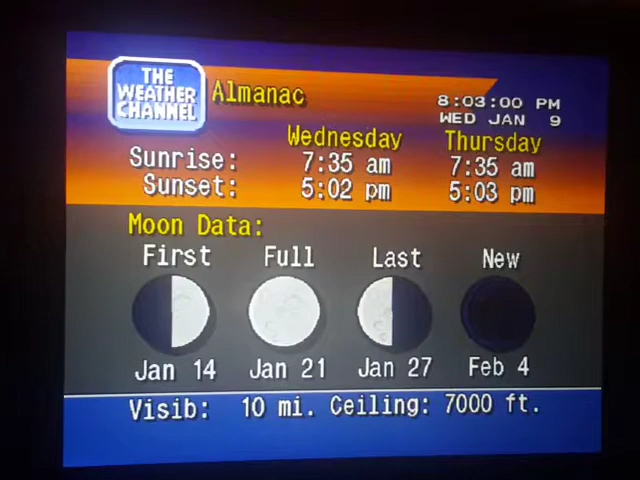 THE
WEATHER
CHANNEL
Almanac
8:03:00 PM
WED JAN 9
Wednesday Thursday
Sunrise: 7:35 am 7:35 am
Sunset: 5:02 pm 5:03 pm
Moon Data:
First Full Last New
Jan 14 Jan 21 Jan 27 Feb 4
Visib: 10 mi. Ceiling: 7000 ft.